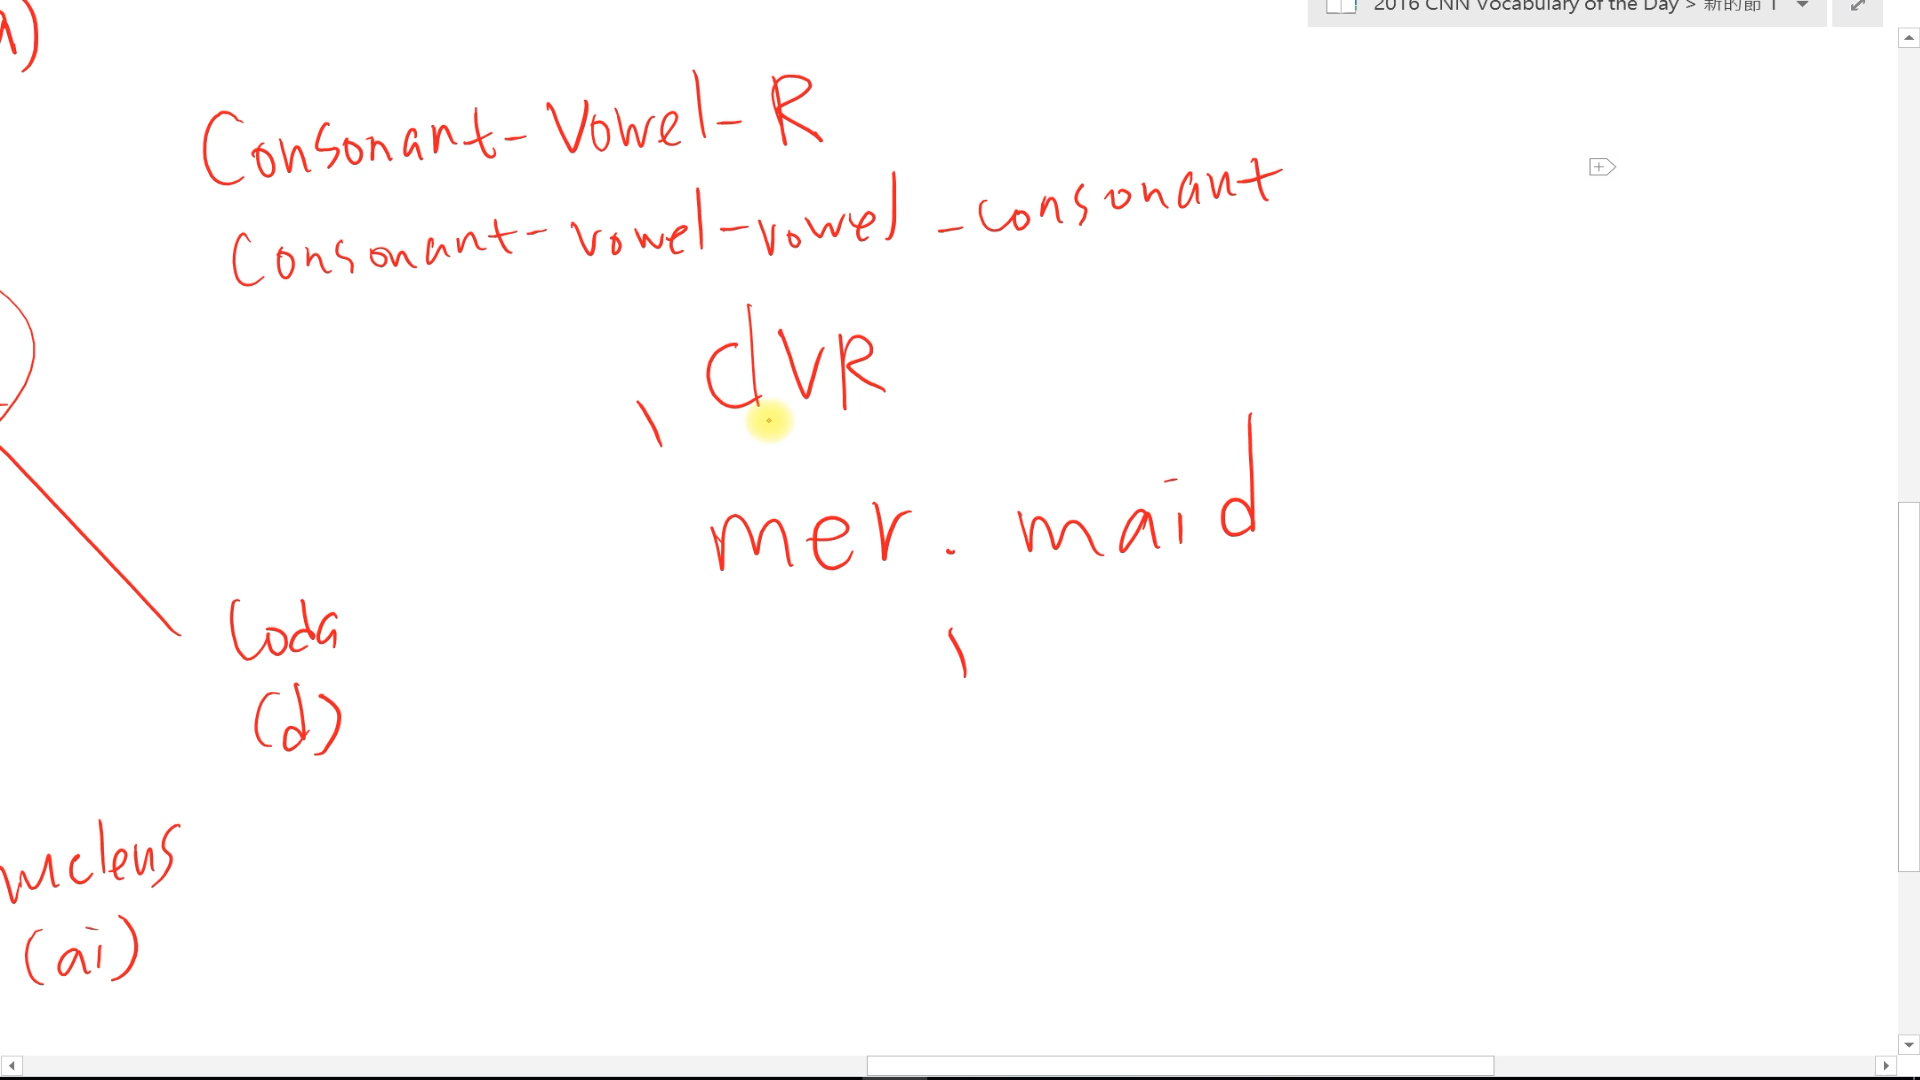 2016 CNN Vocabulary of the Day > 新的節 1
Consonant-Vowel-R
Consonant-vowel-vowel-consonant
CVR
mer. maid
Coda
(d)
nucleus
(ai)